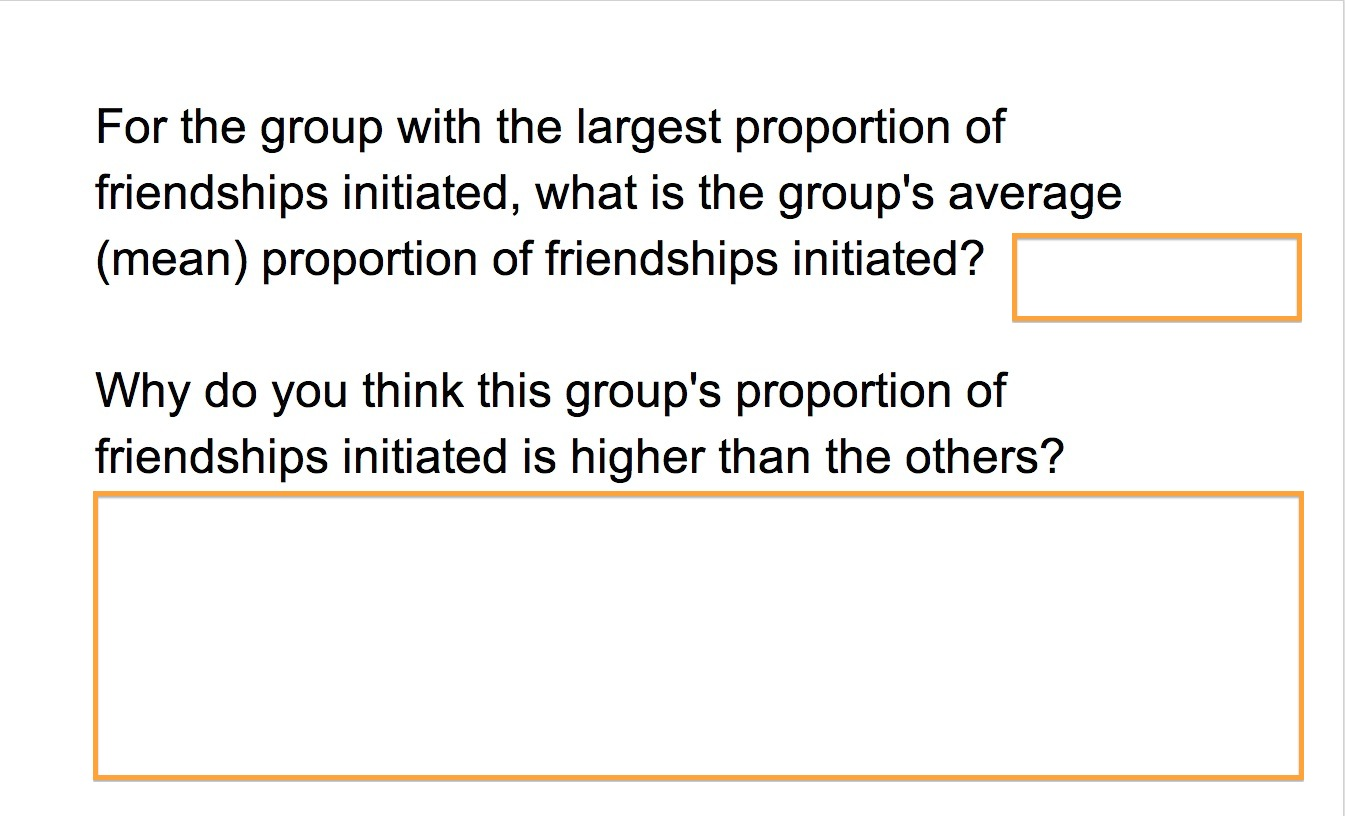 For the group with the largest proportion of
friendships initiated, what is the group's average
(mean) proportion of friendships initiated?
Why do you think this group's proportion of
friendships initiated is higher than the others?